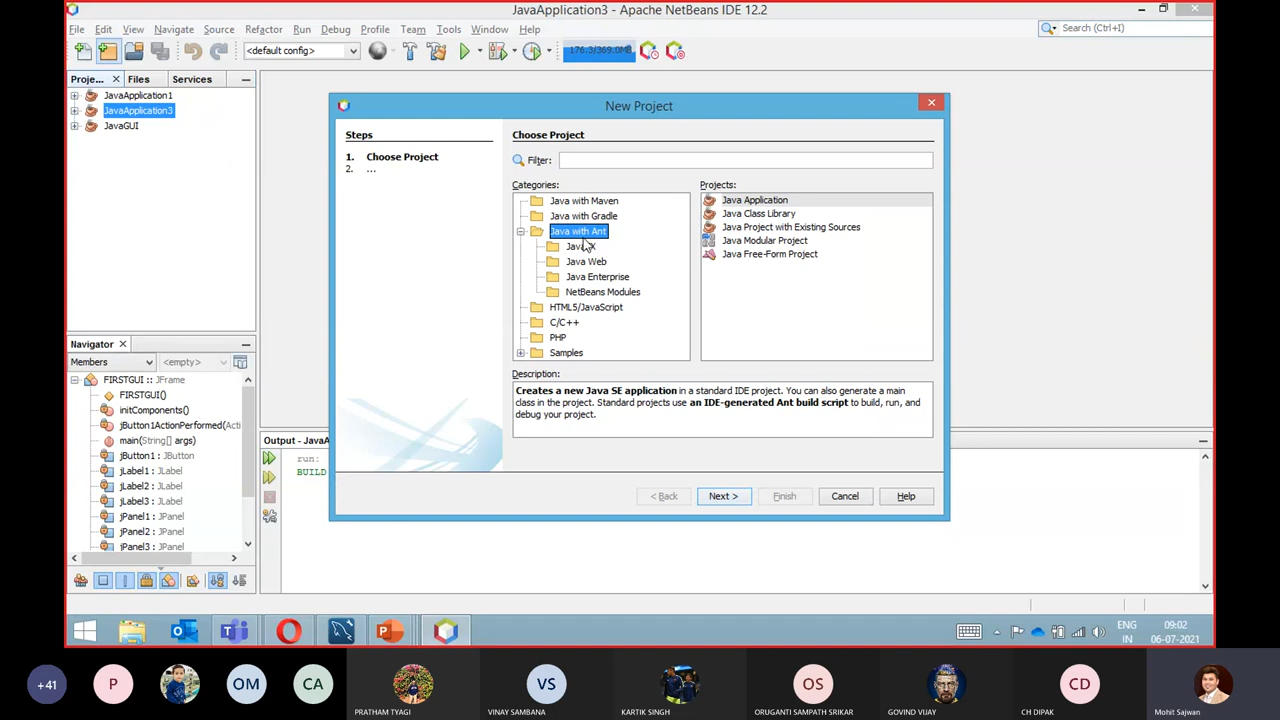 JavaApplication3 - Apache NetBeans IDE 12.2
File Edit View Navigate Source Refactor Run Debug Profile Team Tools Window Help
Search (Ctrl+I)
<default config>
176.3/369.0MB
Proje... Files Services
JavaApplication1
JavaApplication3
JavaGUI
New Project
Steps
1. Choose Project
2. ...
Choose Project
Filter:
Categories:
Projects:
Java with Maven
Java with Gradle
Java with Ant
Java Web
Java Enterprise
NetBeans Modules
HTML5/JavaScript
C/C++
PHP
Samples
Java Application
Java Class Library
Java Project with Existing Sources
Java Modular Project
Java Free-Form Project
Description:
Creates a new Java SE application in a standard IDE project. You can also generate a main
class in the project. Standard projects use an IDE-generated Ant build script to build, run, and
debug your project.
< Back Next > Finish Cancel Help
Navigator
Members <empty>
FIRSTGUI :: JFrame
FIRSTGUI()
initComponents()
jButton1ActionPerformed(Acti
main(String[] args)
jButton1 : JButton
jLabel1 : JLabel
jLabel2 : JLabel
jLabel3 : JLabel
jPanel1 : JPanel
jPanel2 : JPanel
jPanel3 : JPanel
Output - JavaA
run:
BUILD
ENG
IN
09:02
06-07-2021
+41
P
OM
CA
PRATHAM TYAGI
VS
VINAY SAMBANA
KARTIK SINGH
OS
ORUGANTI SAMPATH SRIKAR
GOVIND VIJAY
CD
CH DIPAK
Mohit Sajwan